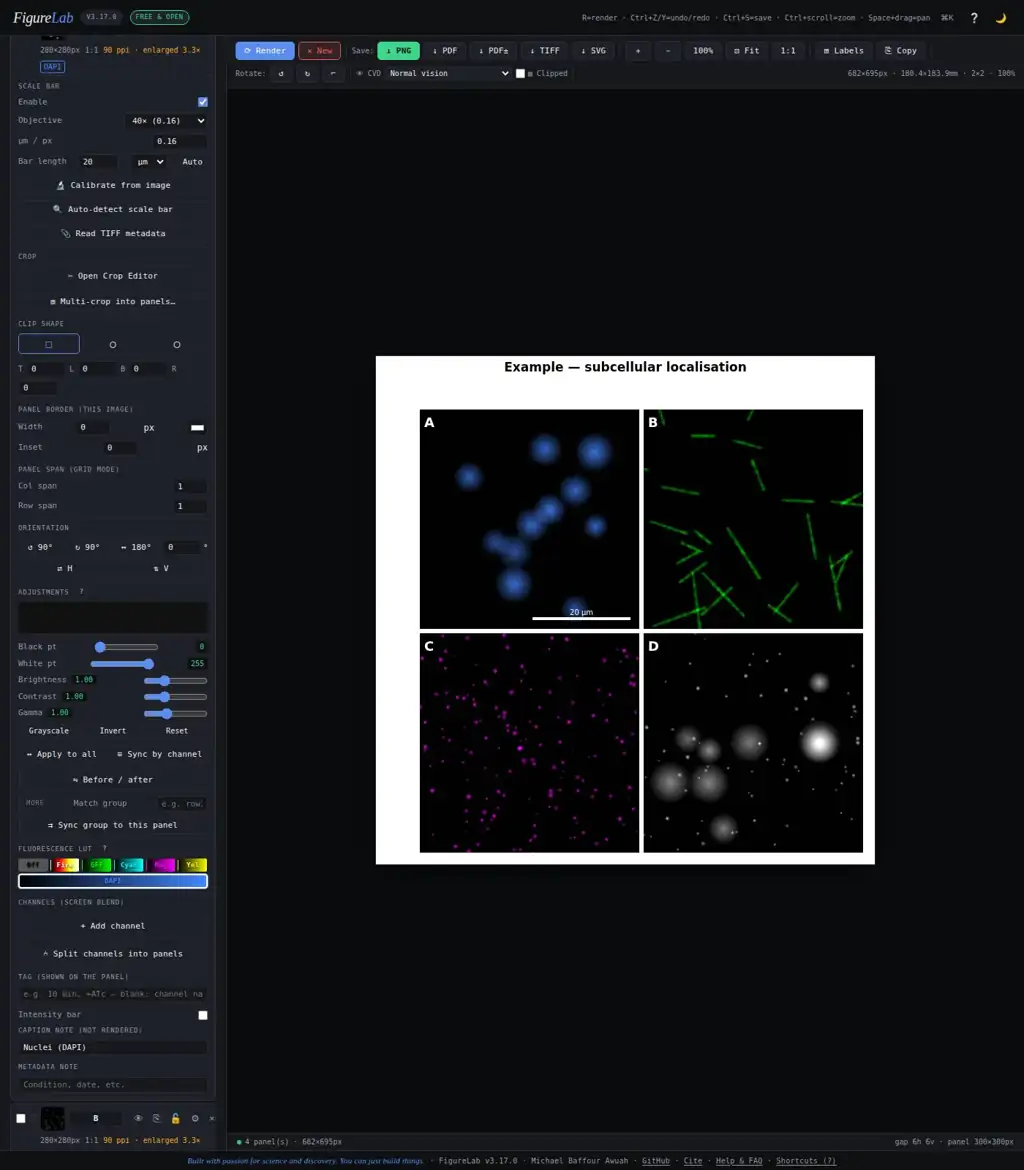 FigureLab V3.17.0 FREE & OPEN R=render · Ctrl+Z/Y=undo/redo · Ctrl+S=save · Ctrl+scroll=zoom · Space+drag=pan ⌘K ?
280×280px 1:1 90 ppi · enlarged 3.3×
DAPI
SCALE BAR
Enable
Objective 40× (0.16)
μm / px 0.16
Bar length 20 μm Auto
Calibrate from image
Auto-detect scale bar
Read TIFF metadata
CROP
Open Crop Editor
Multi-crop into panels…
CLIP SHAPE
T 0 L 0 B 0 R
0
PANEL BORDER (THIS IMAGE)
Width 0 px
Inset 0 px
PANEL SPAN (GRID MODE)
Col span 1
Row span 1
ORIENTATION
↺ 90° ↻ 90° ↔ 180° 0 °
⇄ H ⇅ V
ADJUSTMENTS ?
Black pt 0
White pt 255
Brightness 1.00
Contrast 1.00
Gamma 1.00
Grayscale Invert Reset
Apply to all Sync by channel
Before / after
MORE Match group e.g. row
Sync group to this panel
FLUORESCENCE LUT ?
Off Fir GFP Cya Yel
DAPI
CHANNELS (SCREEN BLEND)
+ Add channel
Split channels into panels
TAG (SHOWN ON THE PANEL)
e.g. 10 min, +ATc — blank: channel na
Intensity bar
CAPTION NOTE (NOT RENDERED)
Nuclei (DAPI)
METADATA NOTE
Condition, date, etc.
B ×
280×280px 1:1 90 ppi · enlarged 3.3×
⟳ Render × New Save: ↓ PNG ↓ PDF ↓ PDF± ↓ TIFF ↓ SVG + − 100% ⊡ Fit 1:1 ⊞ Labels Copy
Rotate: ↺ ↻ CVD Normal vision Clipped 682×695px · 180.4×183.9mm · 2×2 · 100%
Example — subcellular localisation
A
20 μm
B
C
D
4 panel(s) · 682×695px gap 6h 6v · panel 300×300px
Built with passion for science and discovery. You can just build things. · FigureLab v3.17.0 · Michael Baffour Awuah · GitHub · Cite · Help & FAQ · Shortcuts (?)